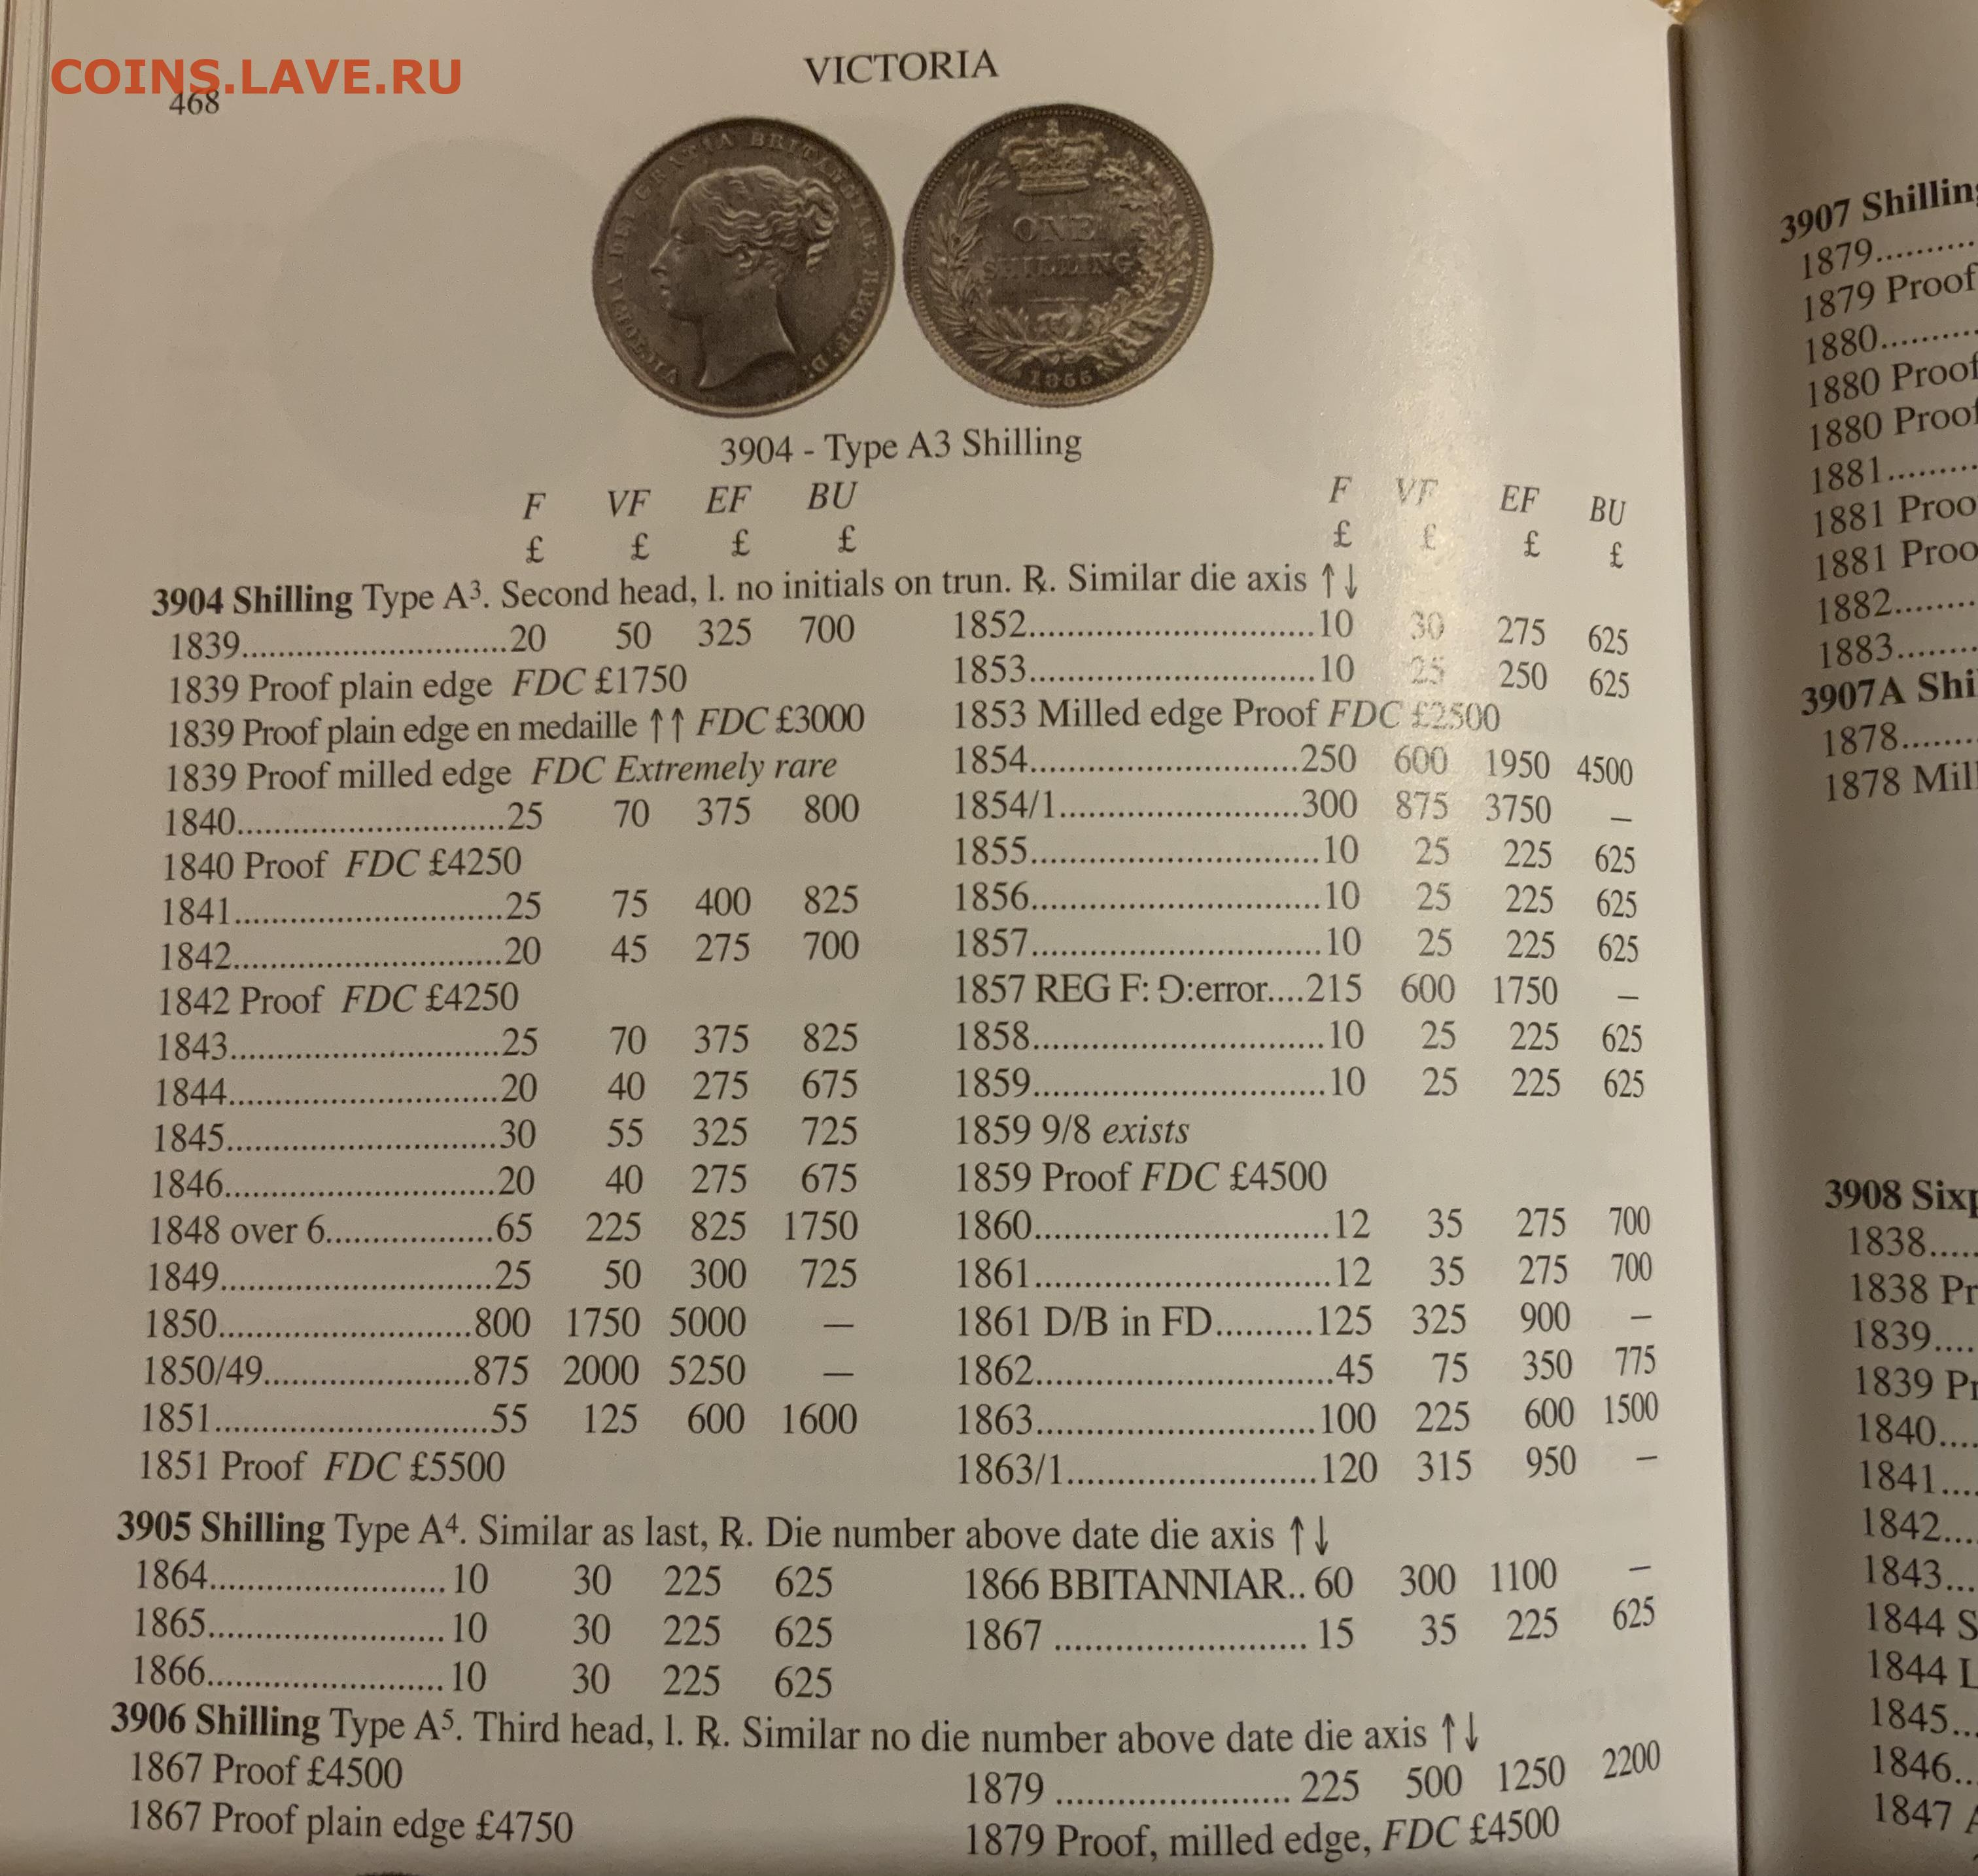 COINS.LAVE.RU
468
VICTORIA
ONE
SHILLING
3904 - Type A3 Shilling
F VF EF BU
£ £ £ £
F VF EF BU
£ £ £ £
3904 Shilling Type A³. Second head, l. no initials on trun. ℞. Similar die axis ↑↓
1839.............................20 50 325 700
1839 Proof plain edge FDC £1750
1839 Proof plain edge en medaille ↑↑ FDC £3000
1839 Proof milled edge FDC Extremely rare
1840.............................25 70 375 800
1840 Proof FDC £4250
1841.............................25 75 400 825
1842.............................20 45 275 700
1842 Proof FDC £4250
1843.............................25 70 375 825
1844.............................20 40 275 675
1845.............................30 55 325 725
1846.............................20 40 275 675
1848 over 6..................65 225 825 1750
1849.............................25 50 300 725
1850...........................800 1750 5000 –
1850/49......................875 2000 5250 –
1851.............................55 125 600 1600
1851 Proof FDC £5500
1852...............................10 30 275 625
1853...............................10 25 250 625
1853 Milled edge Proof FDC £2500
1854.............................250 600 1950 4500
1854/1..........................300 875 3750 –
1855...............................10 25 225 625
1856...............................10 25 225 625
1857...............................10 25 225 625
1857 REG F: Ɑ:error....215 600 1750 –
1858...............................10 25 225 625
1859...............................10 25 225 625
1859 9/8 exists
1859 Proof FDC £4500
1860...............................12 35 275 700
1861...............................12 35 275 700
1861 D/B in FD..........125 325 900 –
1862...............................45 75 350 775
1863.............................100 225 600 1500
1863/1..........................120 315 950 –
3905 Shilling Type A⁴. Similar as last, ℞. Die number above date die axis ↑↓
1864......................... 10 30 225 625
1865......................... 10 30 225 625
1866......................... 10 30 225 625
1866 BBITANNIAR.. 60 300 1100 –
1867 .......................... 15 35 225 625
3906 Shilling Type A⁵. Third head, l. ℞. Similar no die number above date die axis ↑↓
1867 Proof £4500
1867 Proof plain edge £4750
1879 ........................ 225 500 1250 2200
1879 Proof, milled edge, FDC £4500
3907 Shilling
1879..........
1879 Proof
1880..........
1880 Proof
1880 Proof
1881..........
1881 Proo
1881 Proo
1882........
1883........
3907A Shi
1878.......
1878 Mill
3908 Sixp
1838.....
1838 Pr
1839....
1839 Pr
1840....
1841....
1842...
1843...
1844 S
1844 L
1845...
1846...
1847